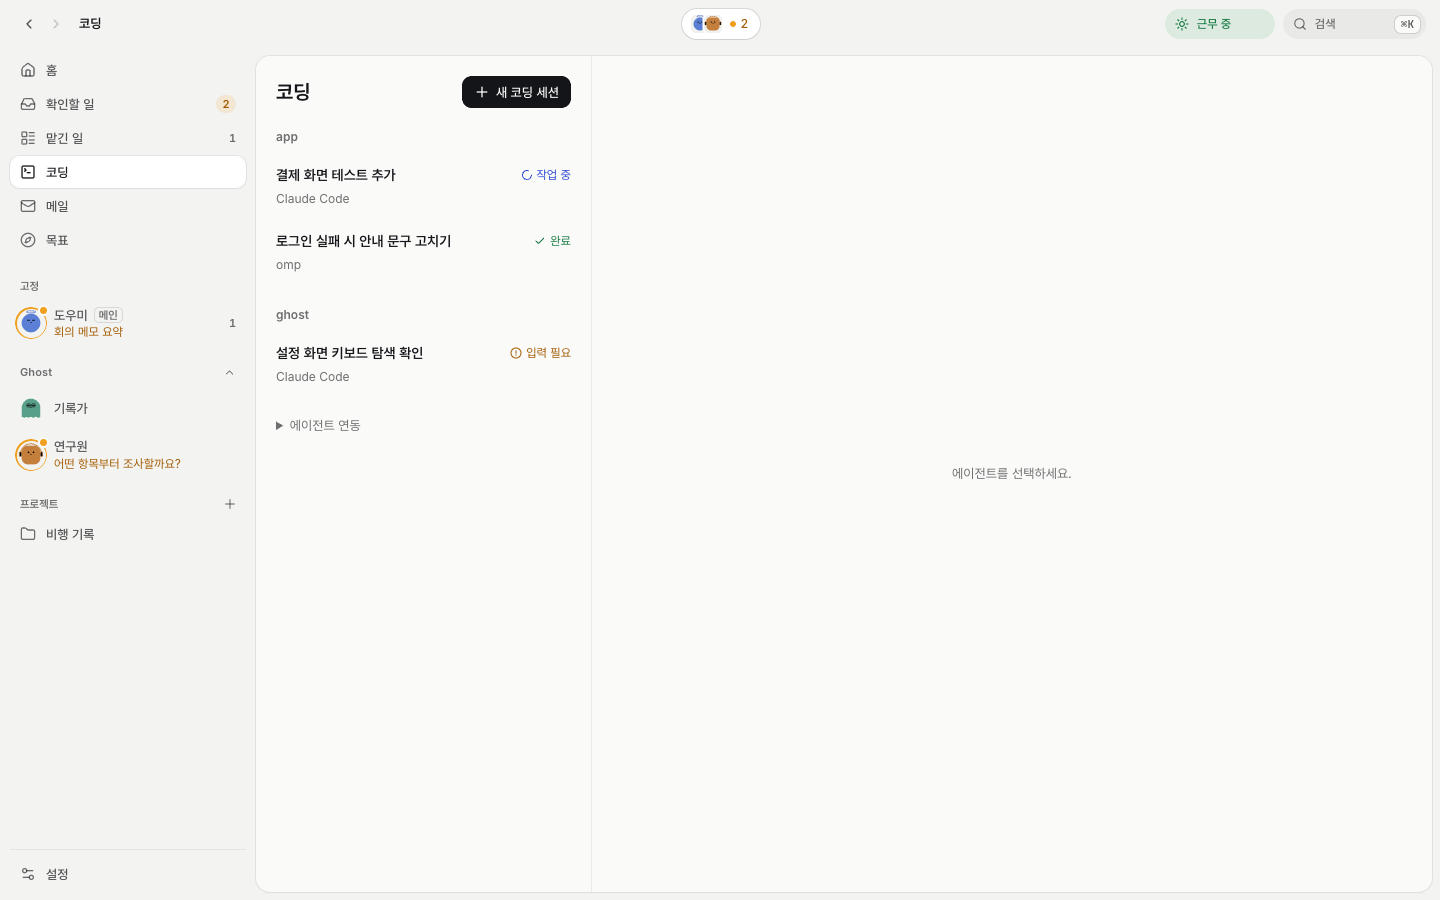 코딩
2
근무 중
검색
⌘K
홈
확인할 일
2
맡긴 일
1
코딩
메일
목표
고정
도우미
메인
회의 메모 요약
1
Ghost
기록가
연구원
어떤 항목부터 조사할까요?
프로젝트
비행 기록
설정
코딩
새 코딩 세션
app
결제 화면 테스트 추가
작업 중
Claude Code
로그인 실패 시 안내 문구 고치기
완료
omp
ghost
설정 화면 키보드 탐색 확인
입력 필요
Claude Code
에이전트 연동
에이전트를 선택하세요.